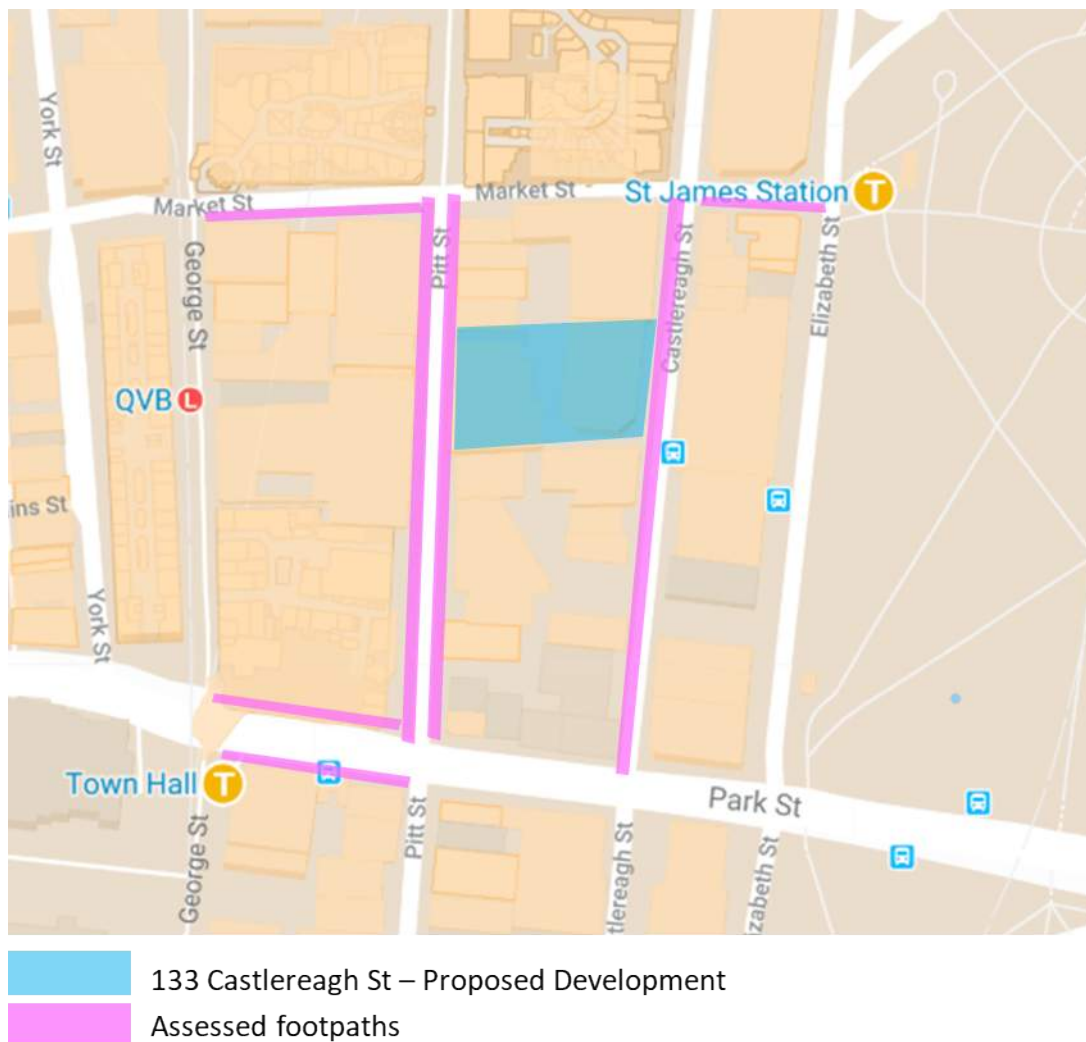 York St
Market St
Market St
St James Station T
George St
Pitt St
Castlereagh St
Elizabeth St
QVB L
ins St
York St
Town Hall T
Park St
George St
Pitt St
tlereagh St
zabeth St
133 Castlereagh St – Proposed Development
Assessed footpaths